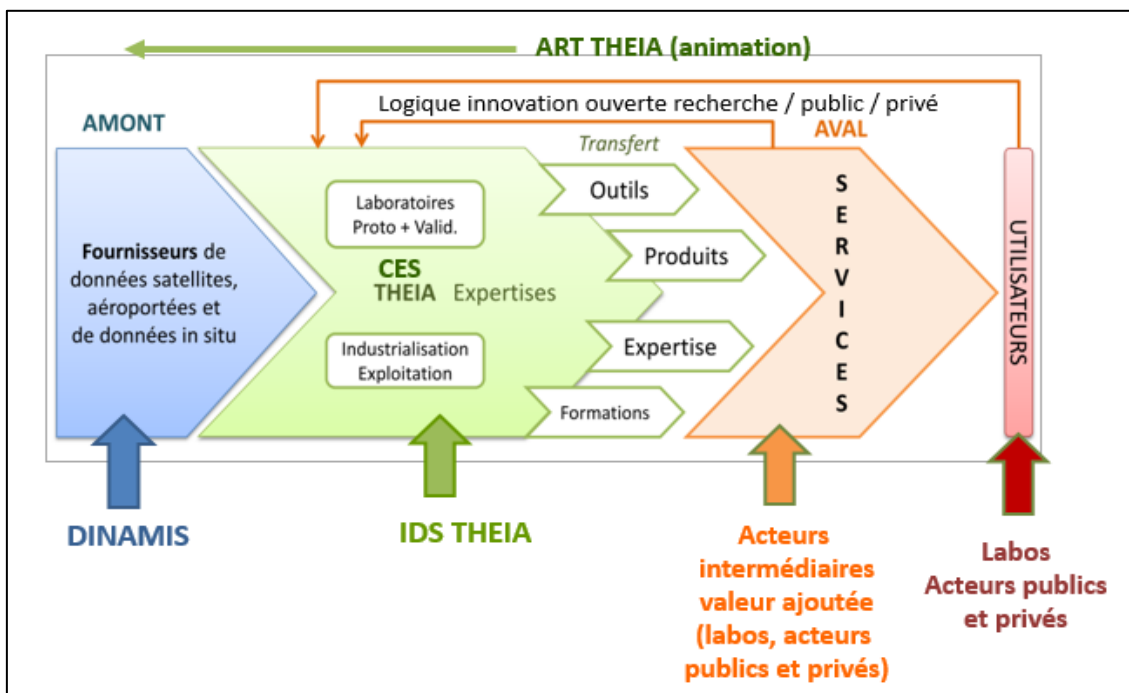 ART THEIA (animation)
Logique innovation ouverte recherche / public / privé
AMONT
AVAL
Transfert
Fournisseurs de
données satellites,
aéroportées et
de données in situ
Laboratoires
Proto + Valid.
CES
THEIA Expertises
Industrialisation
Exploitation
Outils
Produits
Expertise
Formations
SERVICES
UTILISATEURS
DINAMIS
IDS THEIA
Acteurs
intermédiaires
valeur ajoutée
(labos, acteurs
publics et privés)
Labos
Acteurs publics
et privés